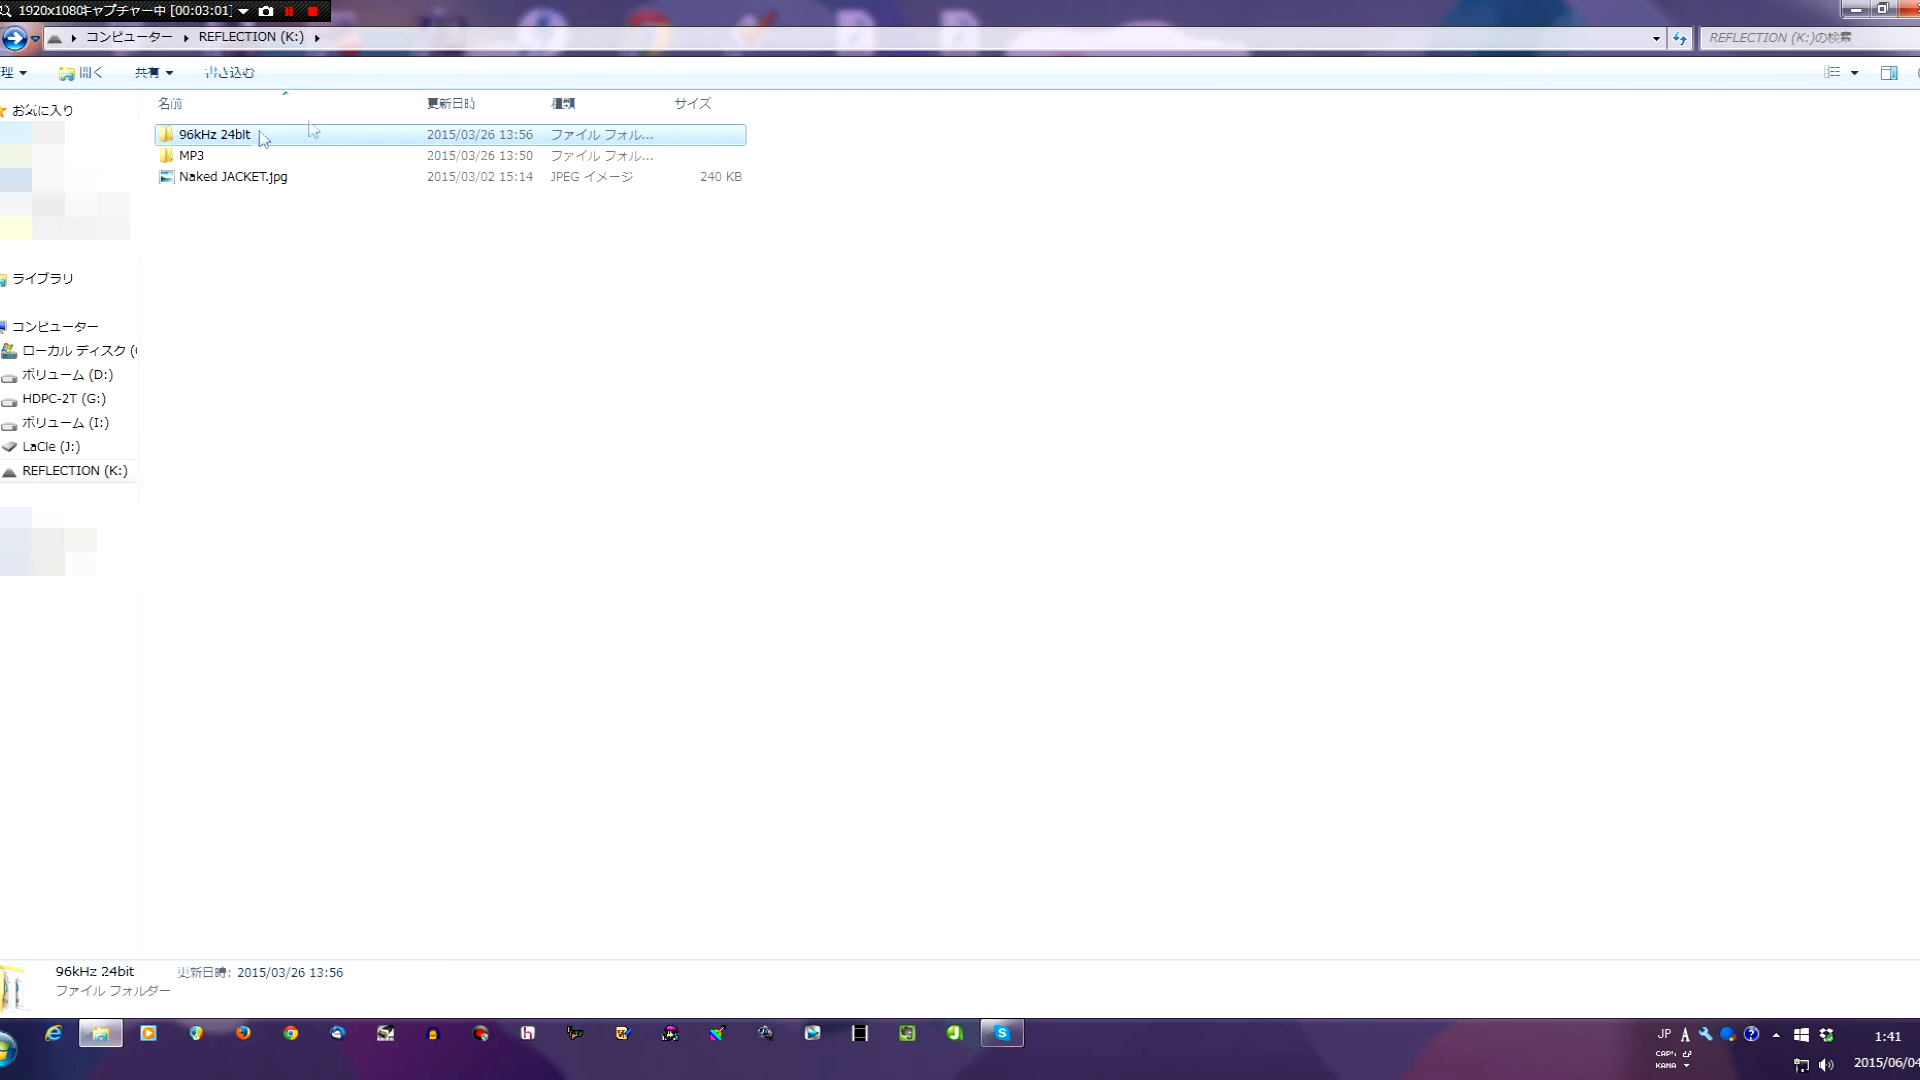 1920x1080キャプチャー中 [00:03:01]
コンピューター ▸ REFLECTION (K:) ▸
REFLECTION (K:)の検索
理 ▼ 開く 共有 ▼ 書き込む
お気に入り
ライブラリ
コンピューター
ローカル ディスク (
ボリューム (D:)
HDPC-2T (G:)
ボリューム (I:)
LaCie (J:)
REFLECTION (K:)
名前 更新日時 種類 サイズ
96kHz 24bit 2015/03/26 13:56 ファイル フォル...
MP3 2015/03/26 13:50 ファイル フォル...
Naked JACKET.jpg 2015/03/02 15:14 JPEG イメージ 240 KB
96kHz 24bit 更新日時: 2015/03/26 13:56
ファイル フォルダー
JP A
CAPS
KANA
1:41
2015/06/04